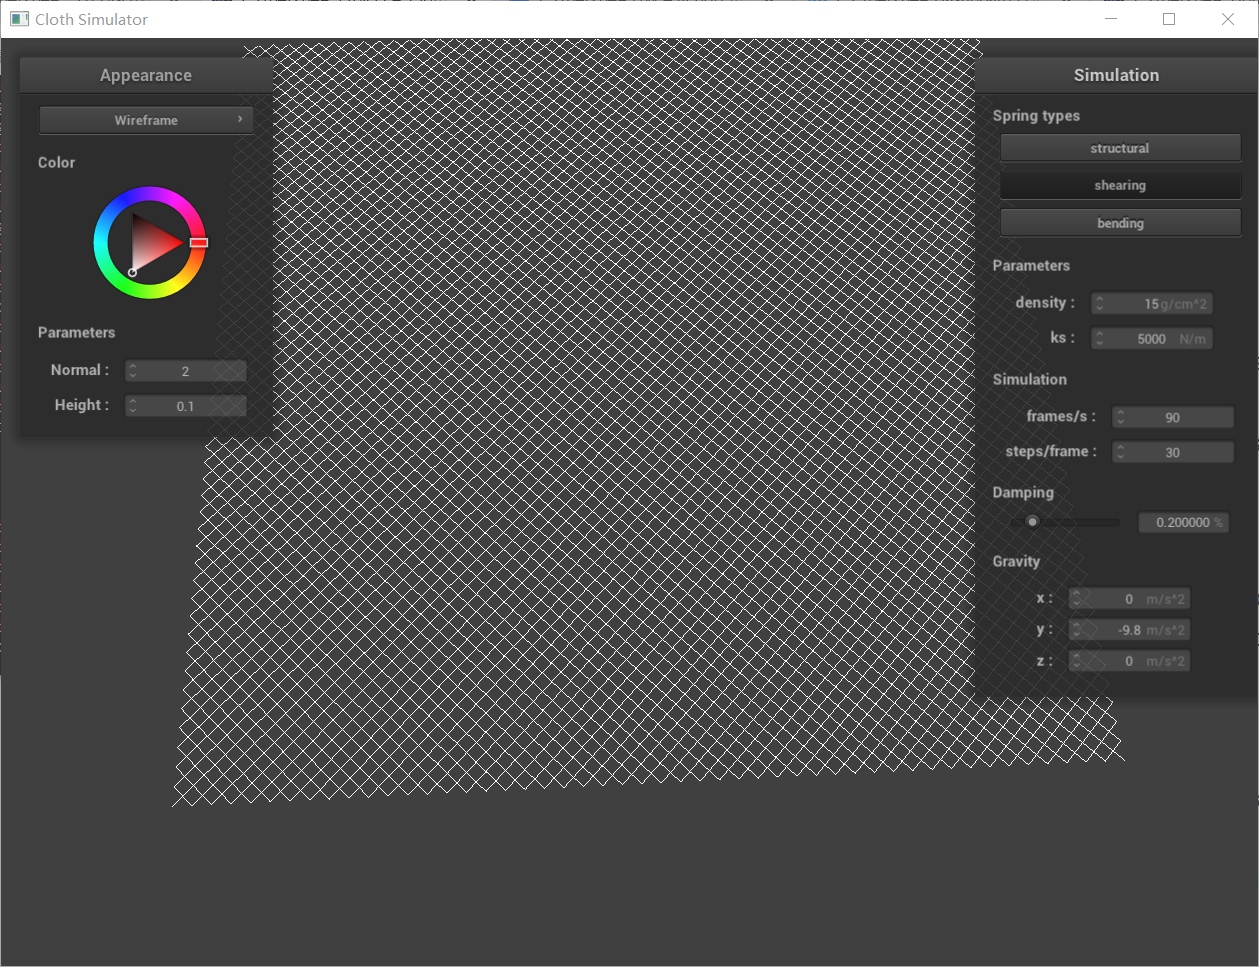 Cloth Simulator
Appearance
Wireframe
Color
Parameters
Normal : 2
Height : 0.1
Simulation
Spring types
structural
shearing
bending
Parameters
density : 15 g/cm^2
ks : 5000 N/m
Simulation
frames/s : 90
steps/frame : 30
Damping
0.200000 %
Gravity
x : 0 m/s^2
y : -9.8 m/s^2
z : 0 m/s^2